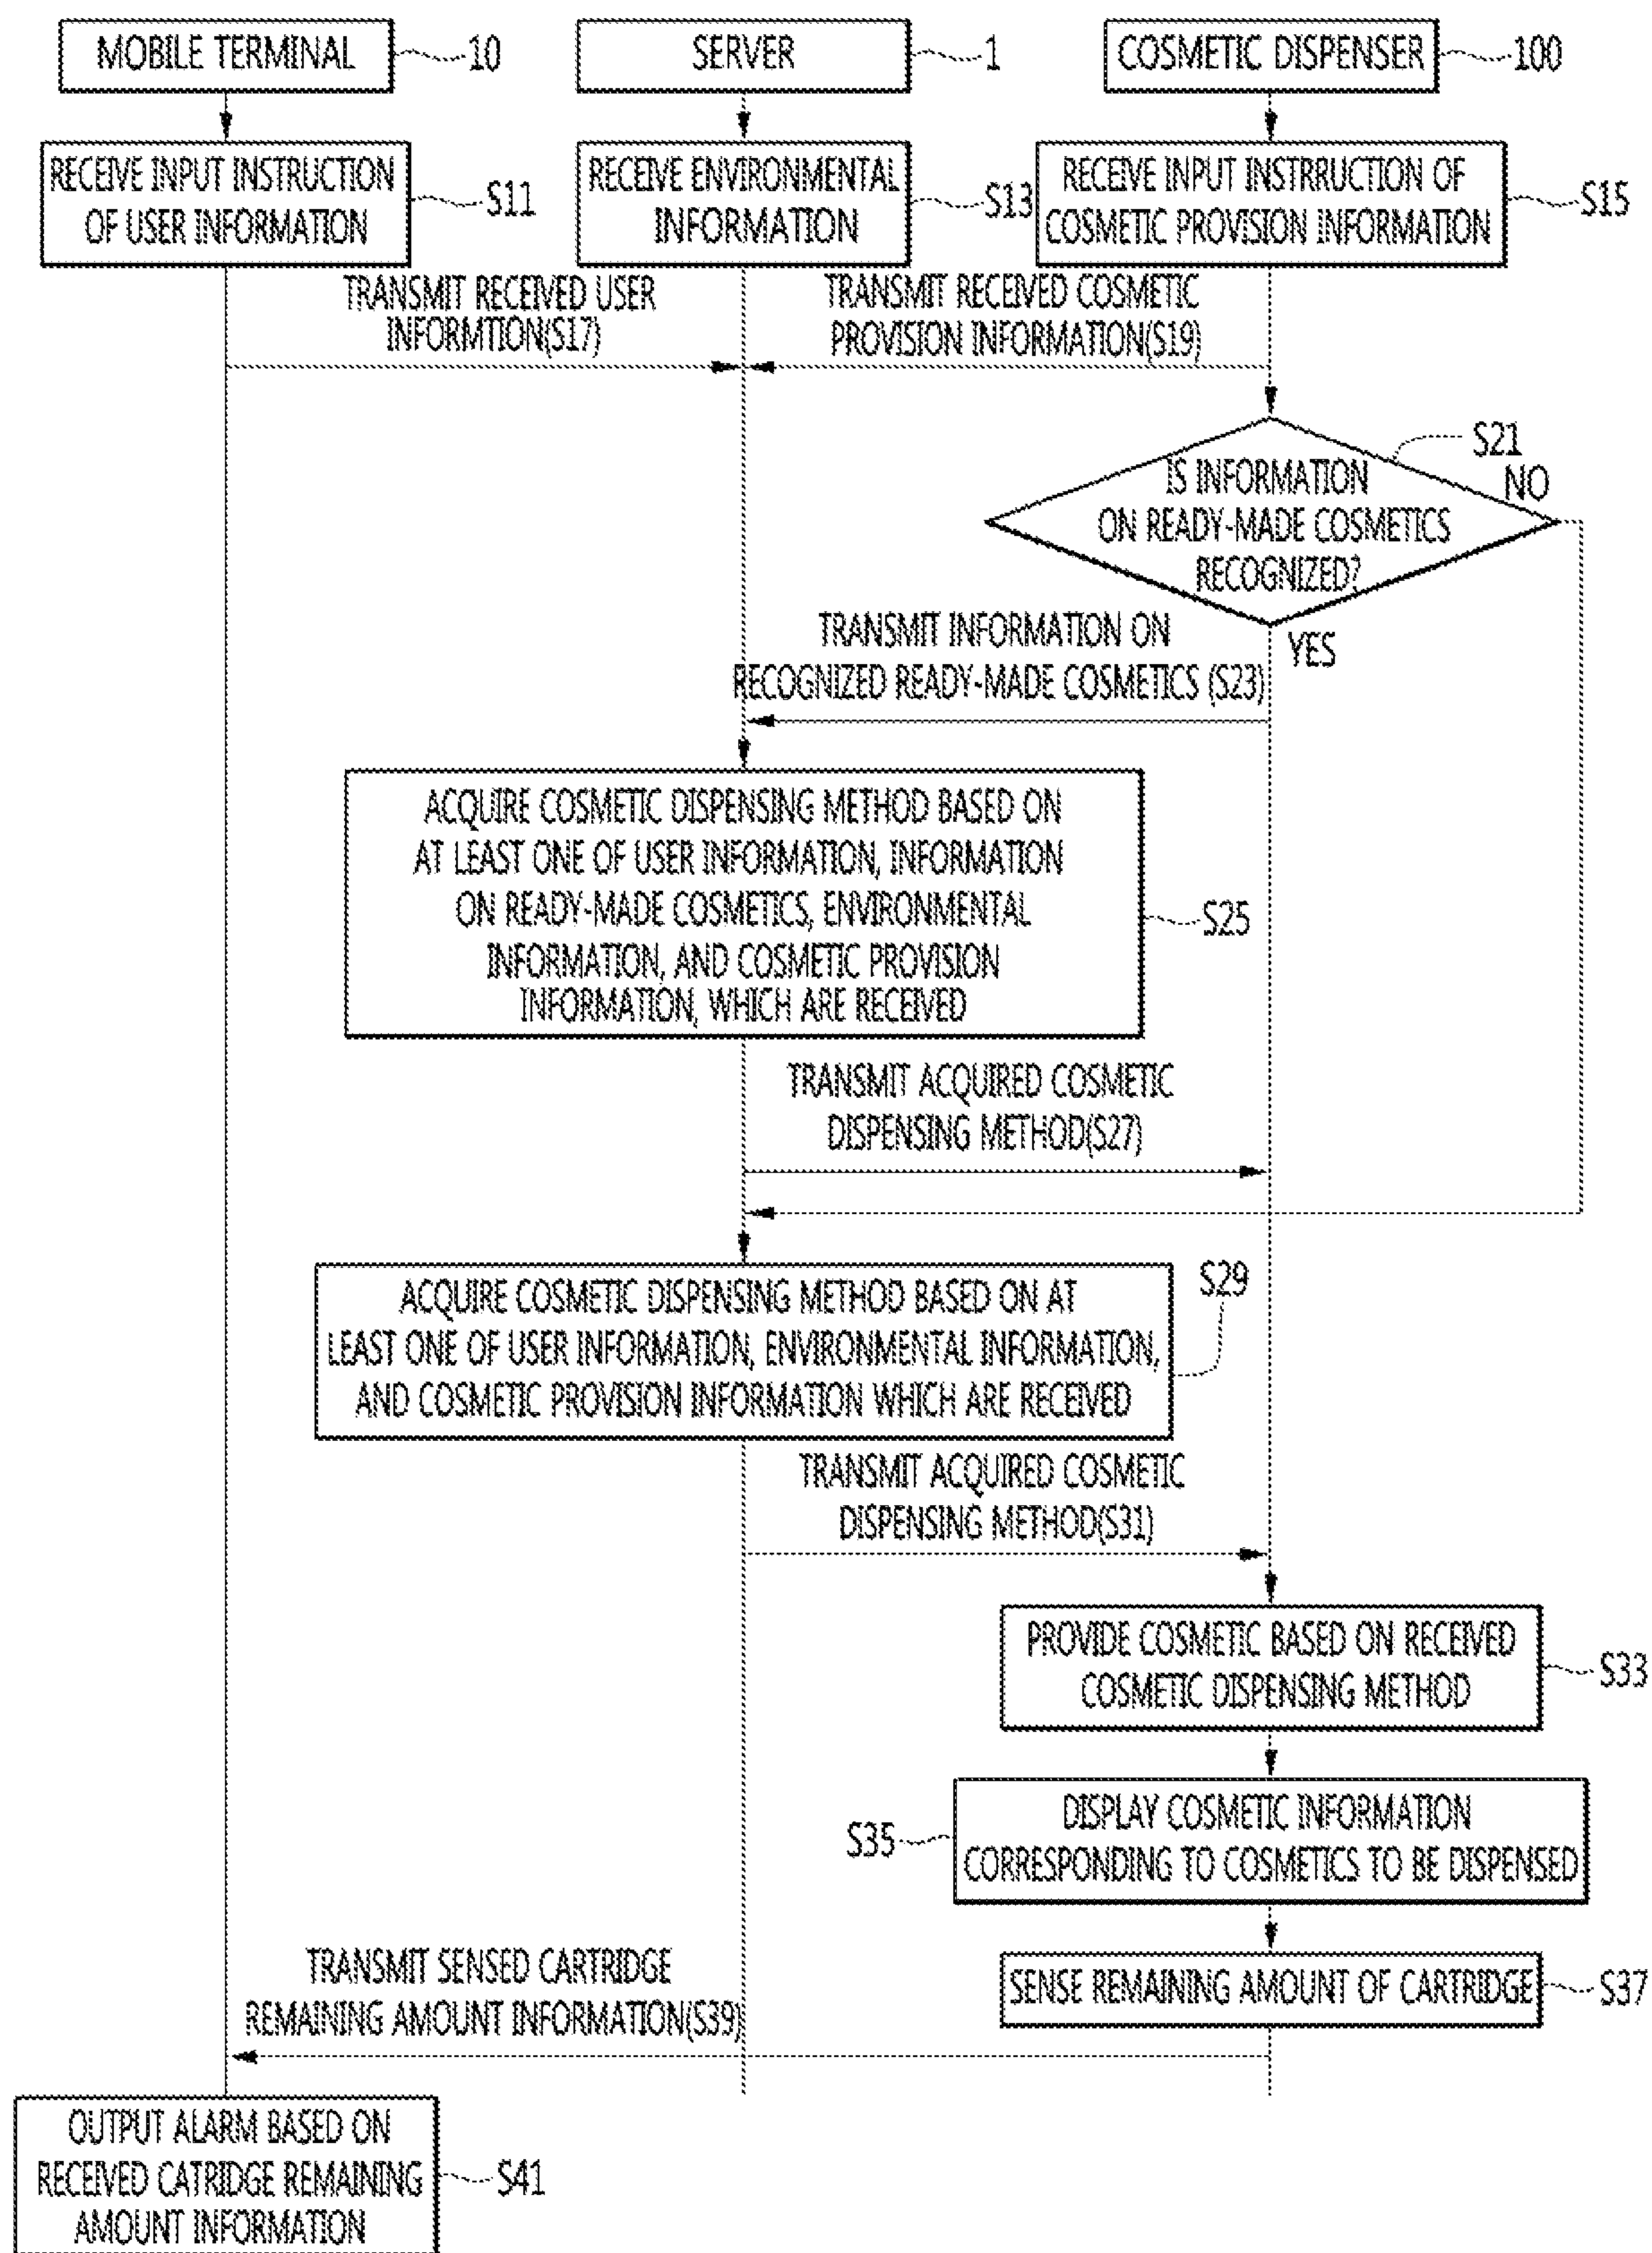 MOBILE TERMINAL
10
SERVER
1
COSMETIC DISPENSER
100
RECEIVE INPUT INSTRUCTION
OF USER INFORMATION
S11
RECEIVE ENVIRONMENTAL
INFORMATION
S13
RECEIVE INPUT INSTRRUCTION OF
COSMETIC PROVISION INFORMATION
S15
TRANSMIT RECEIVED USER
INFORMTION(S17)
TRANSMIT RECEIVED COSMETIC
PROVISION INFORMATION(S19)
S21
IS INFORMATION
ON READY-MADE COSMETICS
RECOGNIZED?
NO
YES
TRANSMIT INFORMATION ON
RECOGNIZED READY-MADE COSMETICS (S23)
ACQUIRE COSMETIC DISPENSING METHOD BASED ON
AT LEAST ONE OF USER INFORMATION, INFORMATION
ON READY-MADE COSMETICS, ENVIRONMENTAL
INFORMATION, AND COSMETIC PROVISION
INFORMATION, WHICH ARE RECEIVED
S25
TRANSMIT ACQUIRED COSMETIC
DISPENSING METHOD(S27)
ACQUIRE COSMETIC DISPENSING METHOD BASED ON AT
LEAST ONE OF USER INFORMATION, ENVIRONMENTAL INFORMATION,
AND COSMETIC PROVISION INFORMATION WHICH ARE RECEIVED
S29
TRANSMIT ACQUIRED COSMETIC
DISPENSING METHOD(S31)
PROVIDE COSMETIC BASED ON RECEIVED
COSMETIC DISPENSING METHOD
S33
DISPLAY COSMETIC INFORMATION
CORRESPONDING TO COSMETICS TO BE DISPENSED
S35
SENSE REMAINING AMOUNT OF CARTRIDGE
S37
TRANSMIT SENSED CARTRIDGE
REMAINING AMOUNT INFORMATION(S39)
OUTPUT ALARM BASED ON
RECEIVED CATRIDGE REMAINING
AMOUNT INFORMATION
S41